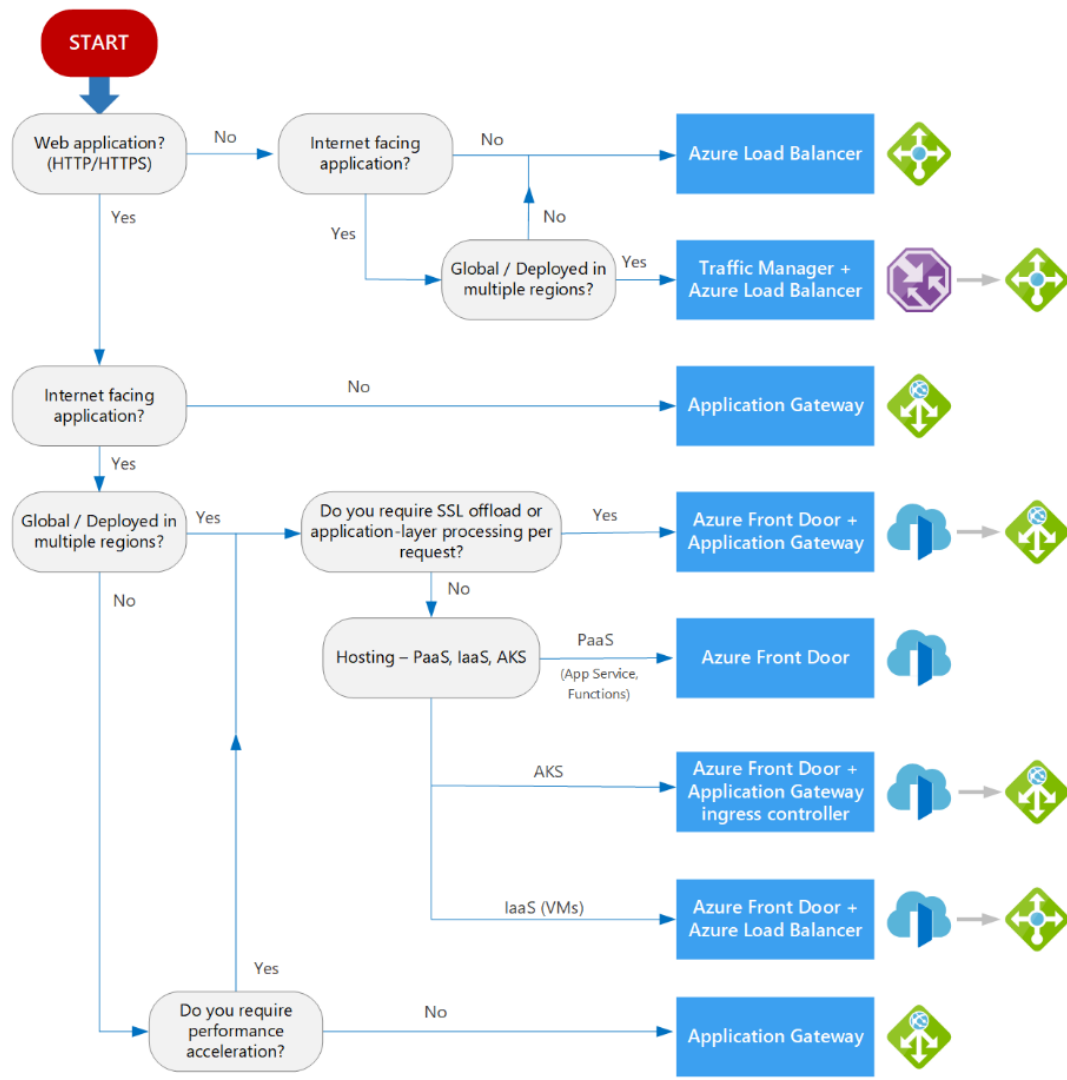 START
Web application?
(HTTP/HTTPS)
No
Internet facing
application?
No
Azure Load Balancer
Yes
Yes
No
Global / Deployed in
multiple regions?
Yes
Traffic Manager +
Azure Load Balancer
Internet facing
application?
No
Application Gateway
Yes
Global / Deployed in
multiple regions?
Yes
Do you require SSL offload or
application-layer processing per
request?
Yes
Azure Front Door +
Application Gateway
No
No
Hosting – PaaS, IaaS, AKS
PaaS
(App Service,
Functions)
Azure Front Door
AKS
Azure Front Door +
Application Gateway
ingress controller
IaaS (VMs)
Azure Front Door +
Azure Load Balancer
Yes
Do you require
performance
acceleration?
No
Application Gateway